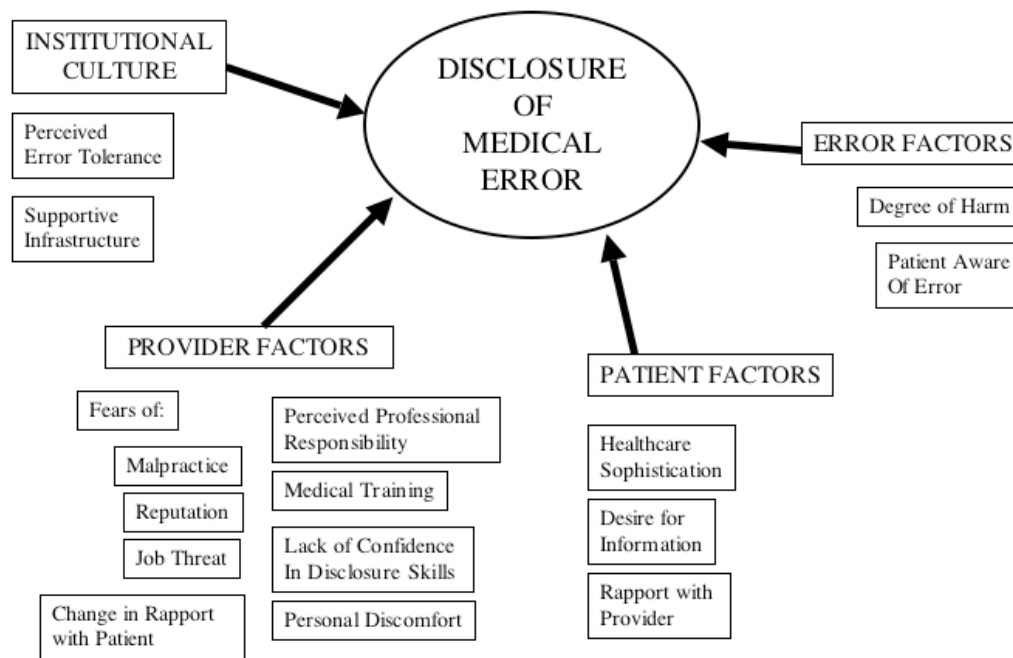 INSTITUTIONAL
CULTURE
Perceived
Error Tolerance
Supportive
Infrastructure
DISCLOSURE
OF
MEDICAL
ERROR
ERROR FACTORS
Degree of Harm
Patient Aware
Of Error
PROVIDER FACTORS
Fears of:
Malpractice
Reputation
Job Threat
Change in Rapport
with Patient
Perceived Professional
Responsibility
Medical Training
Lack of Confidence
In Disclosure Skills
Personal Discomfort
PATIENT FACTORS
Healthcare
Sophistication
Desire for
Information
Rapport with
Provider